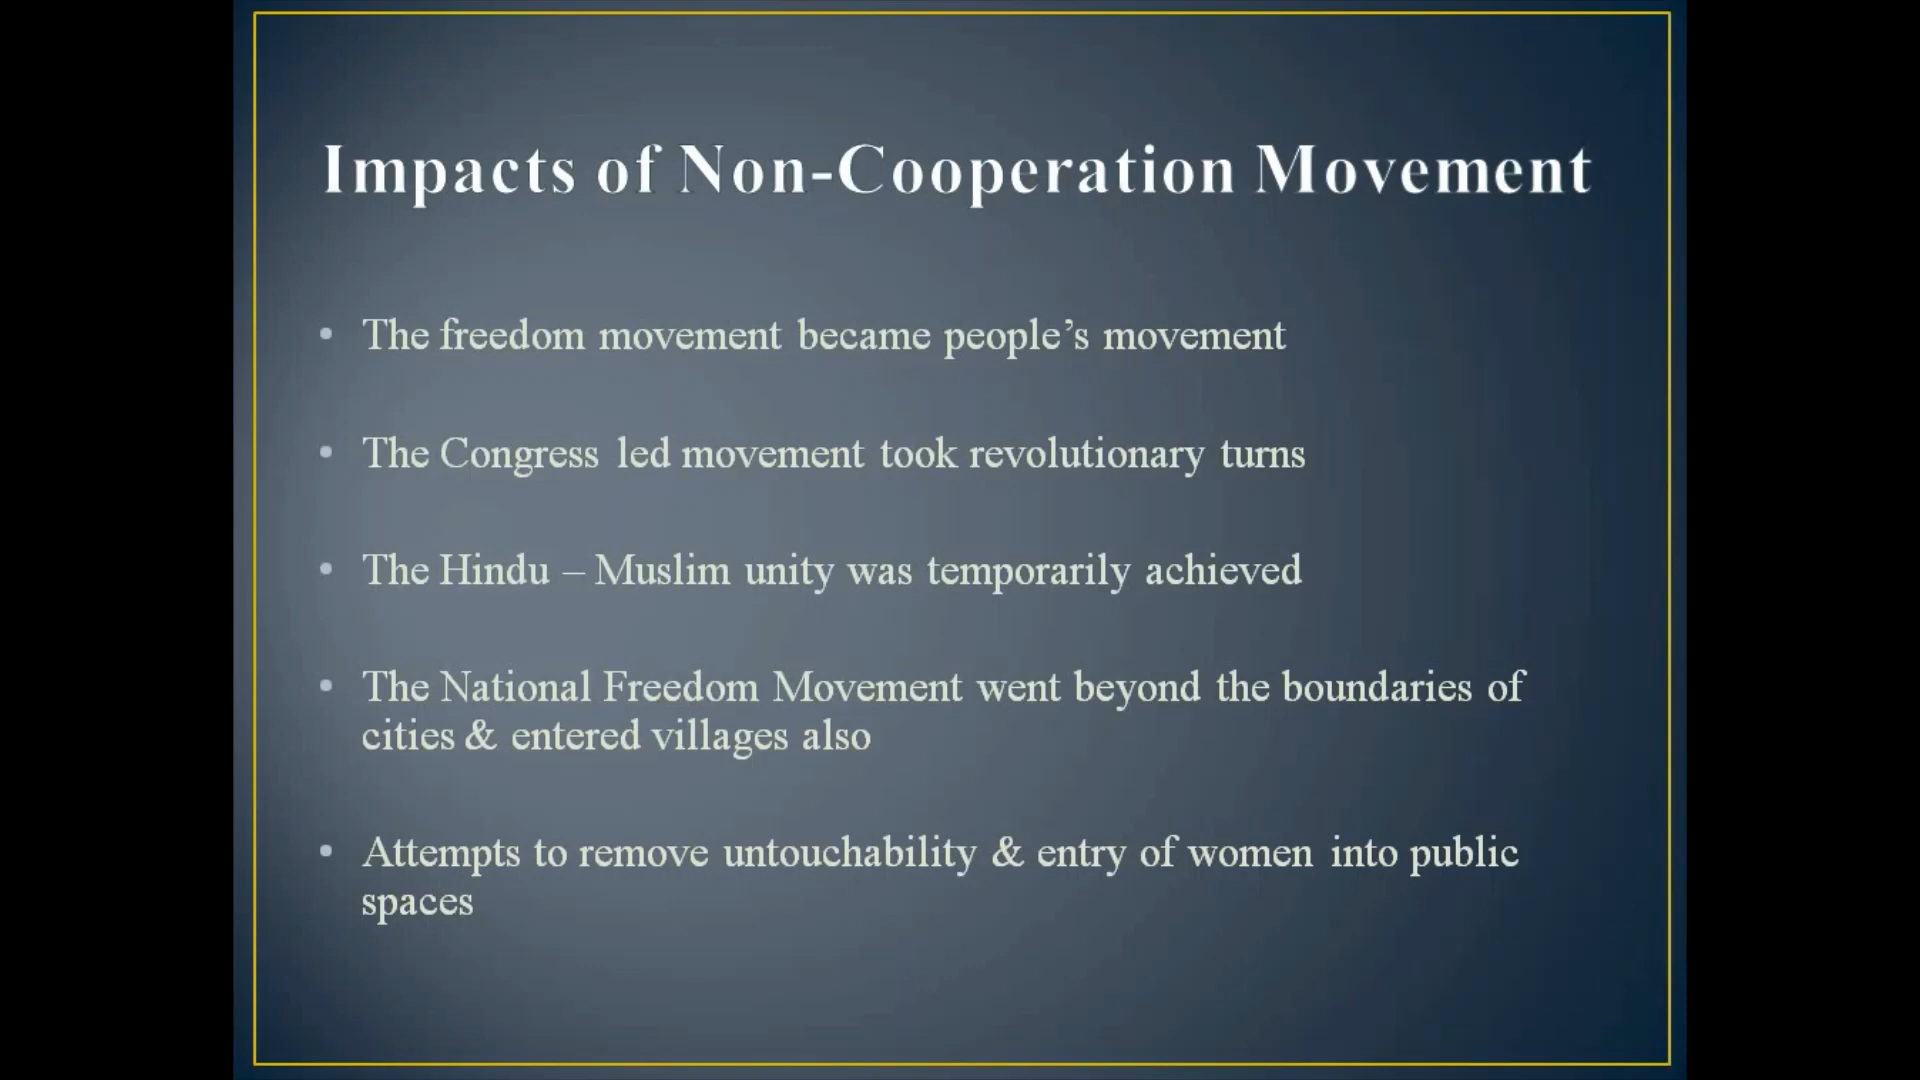 Impacts of Non-Cooperation Movement
• The freedom movement became people’s movement
• The Congress led movement took revolutionary turns
• The Hindu – Muslim unity was temporarily achieved
• The National Freedom Movement went beyond the boundaries of
cities & entered villages also
• Attempts to remove untouchability & entry of women into public
spaces